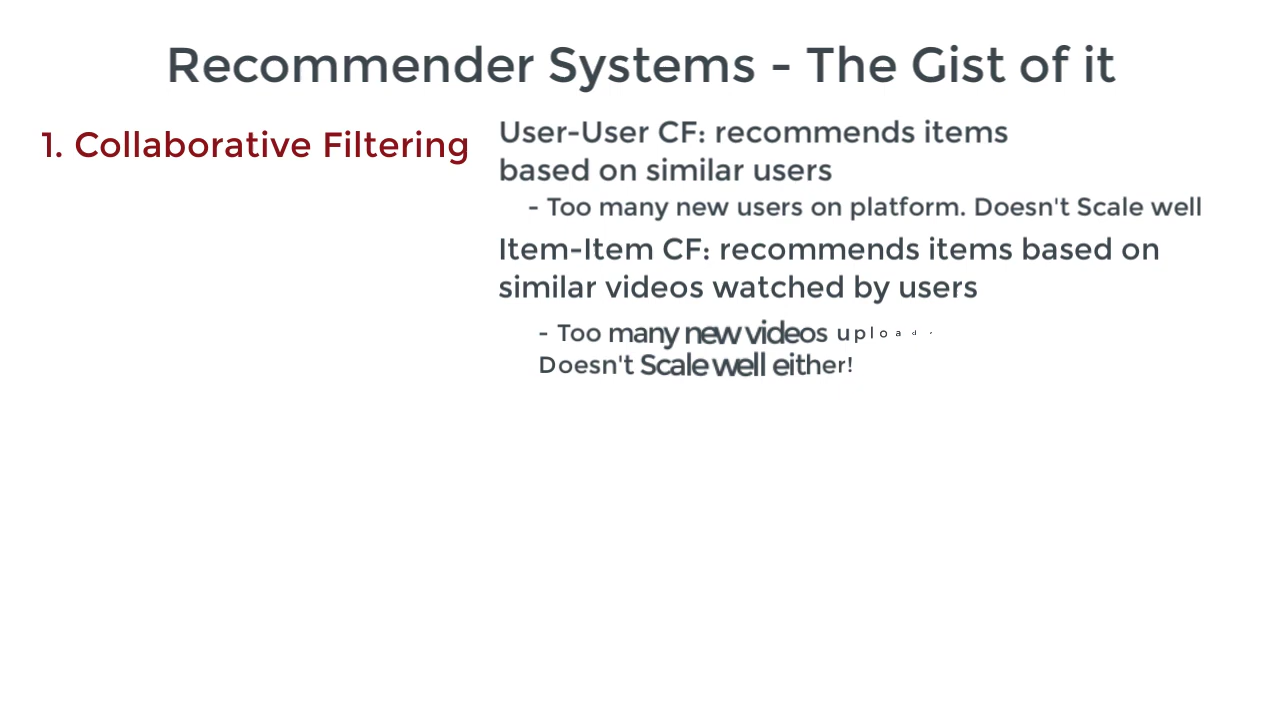 Recommender Systems - The Gist of it
1. Collaborative Filtering
User-User CF: recommends items
based on similar users
- Too many new users on platform. Doesn't Scale well
Item-Item CF: recommends items based on
similar videos watched by users
- Too many new videos
Doesn't Scale well either!